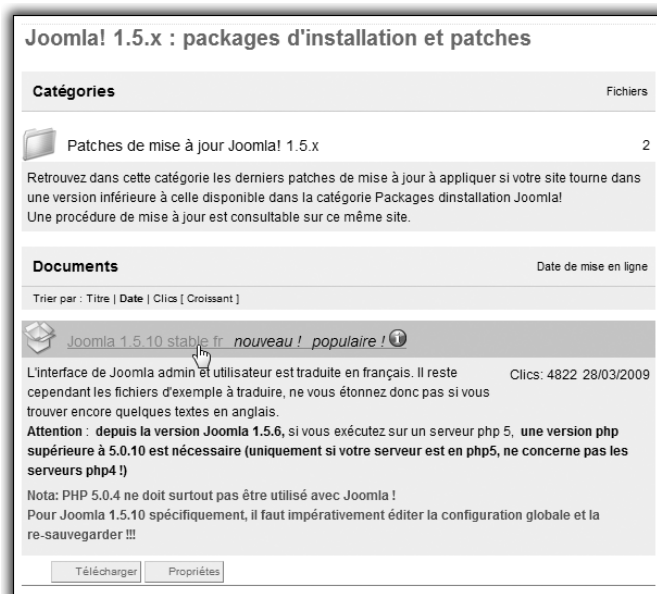 Joomla! 1.5.x : packages d'installation et patches
Catégories
Fichiers
Patches de mise à jour Joomla! 1.5.x
2
Retrouvez dans cette catégorie les derniers patches de mise à jour à appliquer si votre site tourne dans
une version inférieure à celle disponible dans la catégorie Packages dinstallation Joomla!
Une procédure de mise à jour est consultable sur ce même site.
Documents
Date de mise en ligne
Trier par : Titre | Date | Clics [ Croissant ]
Joomla 1.5.10 stable fr nouveau ! populaire !
L'interface de Joomla admin et utilisateur est traduite en français. Il reste
Clics: 4822 28/03/2009
cependant les fichiers d'exemple à traduire, ne vous étonnez donc pas si vous
trouver encore quelques textes en anglais.
Attention : depuis la version Joomla 1.5.6, si vous exécutez sur un serveur php 5, une version php
supérieure à 5.0.10 est nécessaire (uniquement si votre serveur est en php5, ne concerne pas les
serveurs php4 !)
Nota: PHP 5.0.4 ne doit surtout pas être utilisé avec Joomla !
Pour Joomla 1.5.10 spécifiquement, il faut impérativement éditer la configuration globale et la
re-sauvegarder !!!
Télécharger
Propriétes